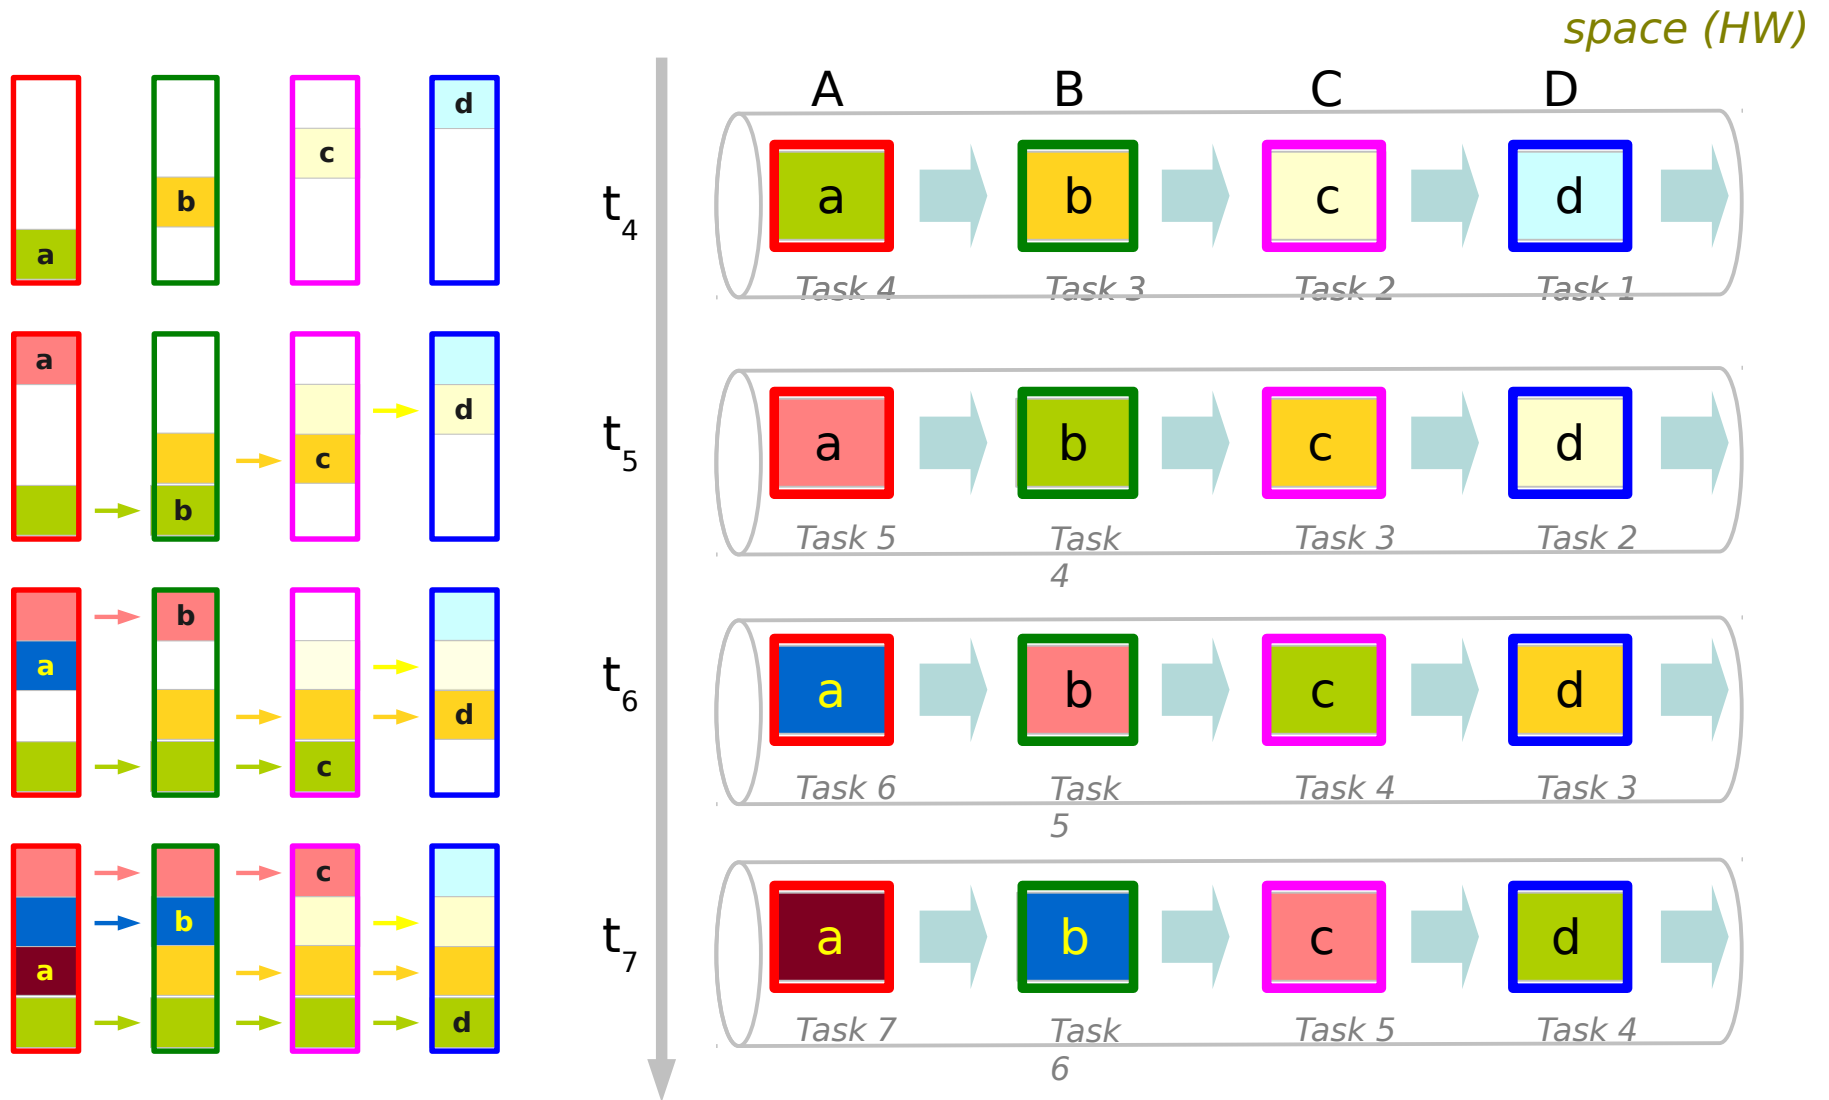 space (HW)
A B C D
d
c
b
a
t4
a b c d
Task 4 Task 3 Task 2 Task 1
a
d
c
b
t5
a b c d
Task 5 Task 4 Task 3 Task 2
b
a
d
c
t6
a b c d
Task 6 Task 5 Task 4 Task 3
c
b
a
d
t7
a b c d
Task 7 Task 6 Task 5 Task 4